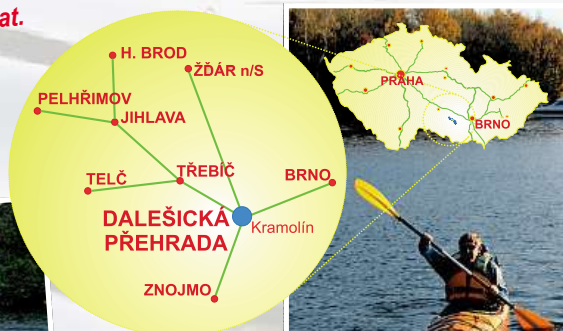 at.
H. BROD
ŽĎÁR n/S
PELHŘIMOV
JIHLAVA
TELČ
TŘEBÍČ
BRNO
DALEŠICKÁ
PŘEHRADA
Kramolín
ZNOJMO
PRAHA
BRNO